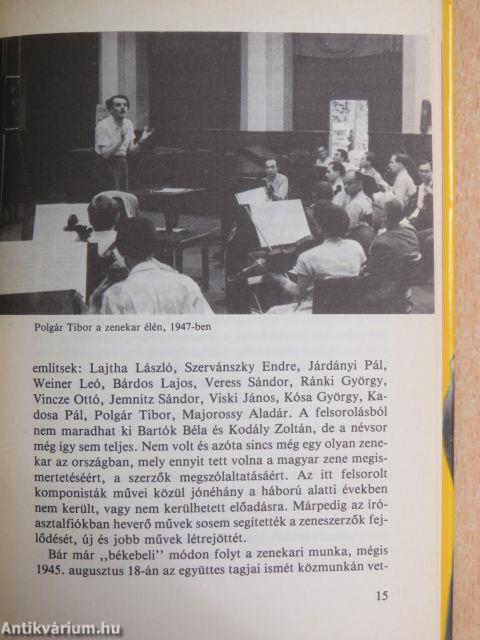 Polgár Tibor a zenekar élén, 1947-ben
említsek: Lajtha László, Szervánszky Endre, Járdányi Pál,
Weiner Leó, Bárdos Lajos, Veress Sándor, Ránki György,
Vincze Ottó, Jemnitz Sándor, Viski János, Kósa György, Ka-
dosa Pál, Polgár Tibor, Majorossy Aladár. A felsorolásból
nem maradhat ki Bartók Béla és Kodály Zoltán, de a névsor
még így sem teljes. Nem volt és azóta sincs még egy olyan zene-
kar az országban, mely ennyit tett volna a magyar zene megis-
mertetéséért, a szerzők megszólaltatásáért. Az itt felsorolt
komponisták művei közül jónéhány a háború alatti években
nem került, vagy nem kerülhetett előadásra. Márpedig az író-
asztalfiókban heverő művek sosem segítették a zeneszerzők fej-
lődését, új és jobb művek létrejöttét.
Bár már „békebeli" módon folyt a zenekari munka, mégis
1945. augusztus 18-án az együttes tagjai ismét közmunkán vet-
15
Antikvárium.hu